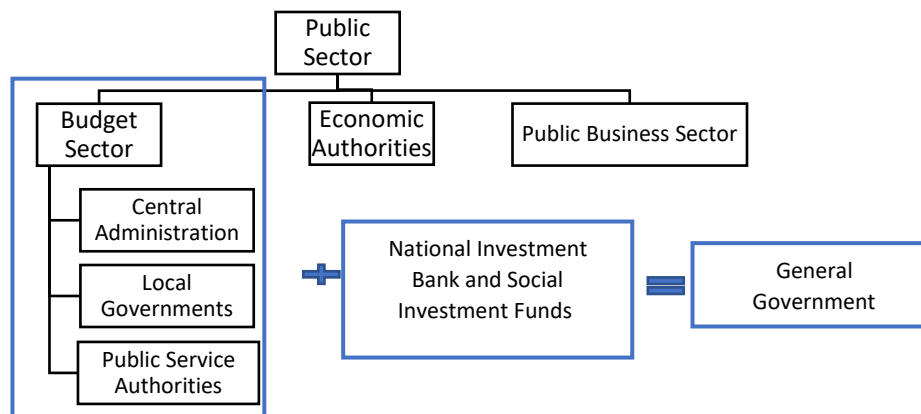 Public
Sector
Budget
Sector
Economic
Authorities
Public Business Sector
Central
Administration
Local
Governments
Public Service
Authorities
National Investment
Bank and Social
Investment Funds
General
Government